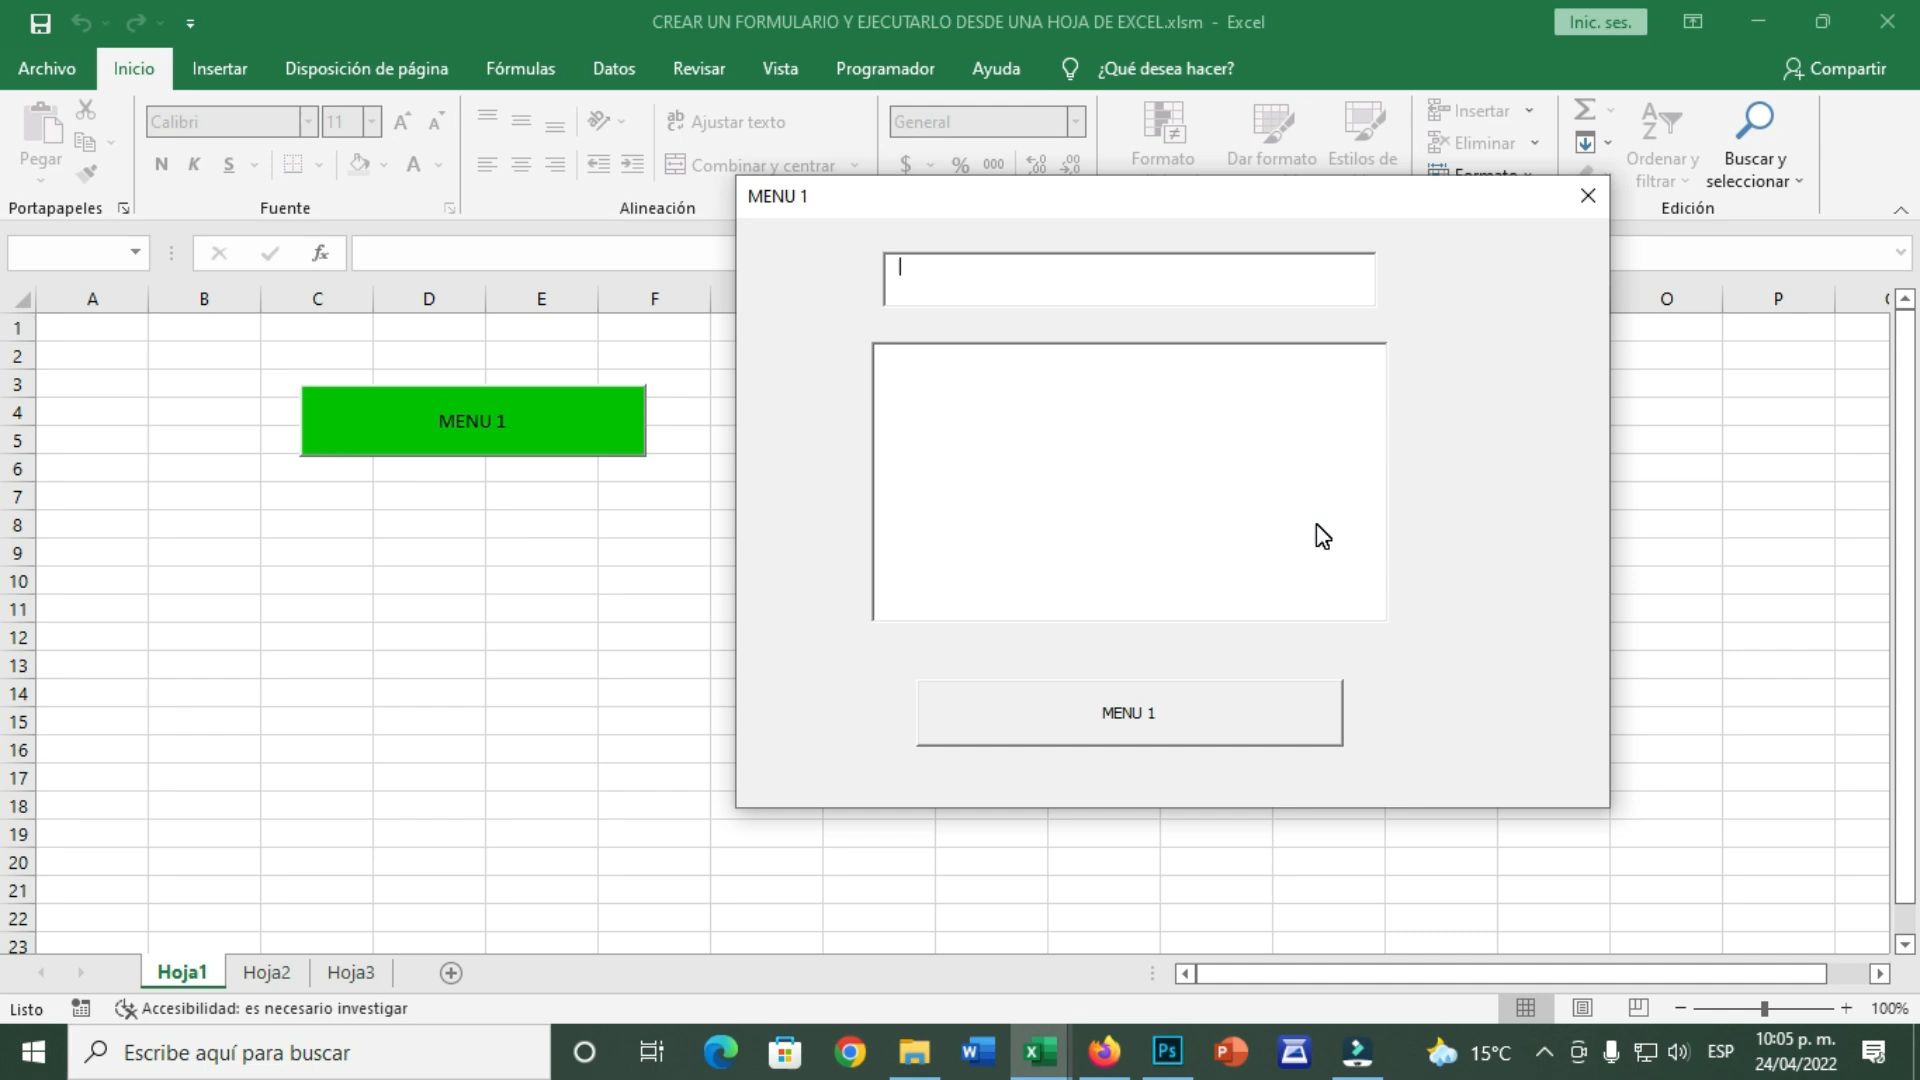 CREAR UN FORMULARIO Y EJECUTARLO DESDE UNA HOJA DE EXCEL.xlsm - Excel
Inic. ses.
Archivo Inicio Insertar Disposición de página Fórmulas Datos Revisar Vista Programador Ayuda ¿Qué desea hacer? Compartir
Calibri 11 Ajustar texto General Insertar
Pegar Eliminar
N K S A Combinar y centrar $ % 000 Formato Dar formato Estilos de Formato Ordenar y filtrar Buscar y seleccionar
Portapapeles Fuente Alineación Edición
MENU 1
fx
A B C D E F O P
1
2
3
4
5
6
7
8
9
10
11
12
13
14
15
16
17
18
19
20
21
22
23
MENU 1
MENU 1
Hoja1 Hoja2 Hoja3
Listo Accesibilidad: es necesario investigar 100%
Escribe aquí para buscar
15°C ESP 10:05 p. m.
24/04/2022